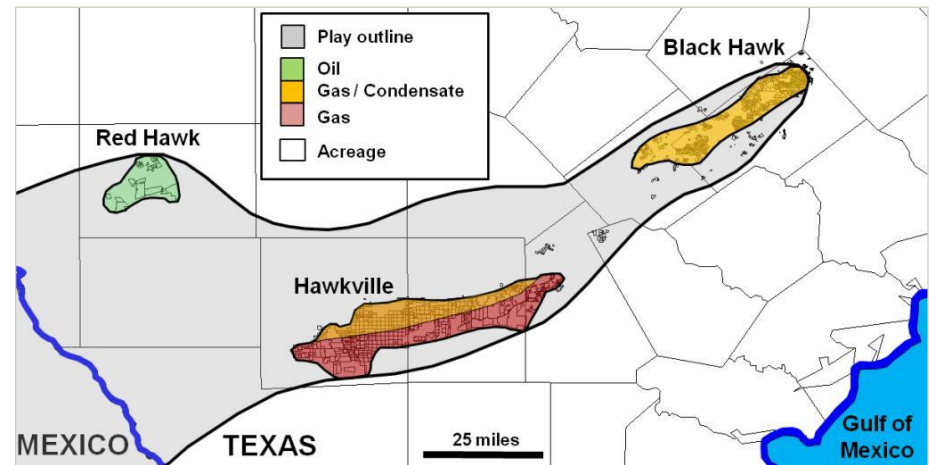 Play outline
Oil
Gas / Condensate
Gas
Acreage
Black Hawk
Red Hawk
Hawkville
MEXICO
TEXAS
25 miles
Gulf of
Mexico